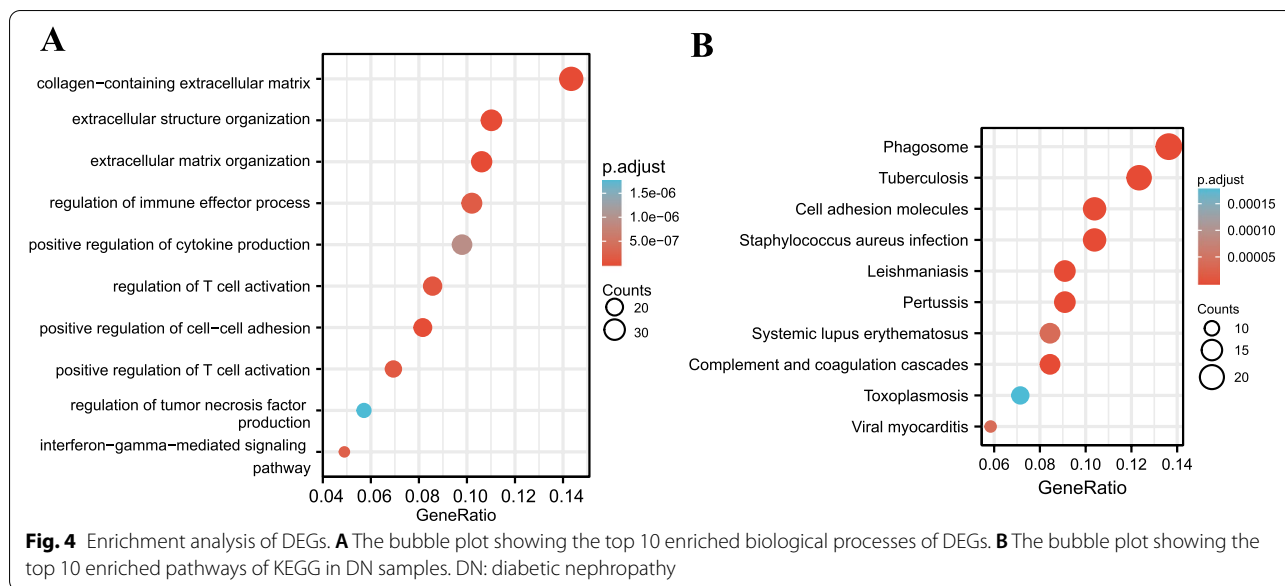 A
collagen−containing extracellular matrix
extracellular structure organization
extracellular matrix organization
regulation of immune effector process
positive regulation of cytokine production
regulation of T cell activation
positive regulation of cell−cell adhesion
positive regulation of T cell activation
regulation of tumor necrosis factor
production
interferon−gamma−mediated signaling
pathway
0.04 0.06 0.08 0.10 0.12 0.14
GeneRatio
p.adjust
1.5e−06
1.0e−06
5.0e−07
Counts
20
30
B
Phagosome
Tuberculosis
Cell adhesion molecules
Staphylococcus aureus infection
Leishmaniasis
Pertussis
Systemic lupus erythematosus
Complement and coagulation cascades
Toxoplasmosis
Viral myocarditis
0.06 0.08 0.10 0.12 0.14
GeneRatio
p.adjust
0.00015
0.00010
0.00005
Counts
10
15
20
Fig. 4 Enrichment analysis of DEGs. A The bubble plot showing the top 10 enriched biological processes of DEGs. B The bubble plot showing the
top 10 enriched pathways of KEGG in DN samples. DN: diabetic nephropathy